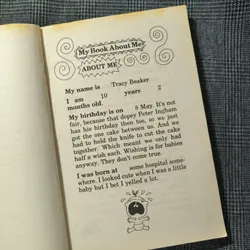 My Book About Me
ABOUT ME
My name is Tracy Beaker
I am 10 years 2
months old.
My birthday is on 8 May. It's not
fair, because that dopey Peter Ingham
has his birthday then too, so we just
got the one cake between us. And we
had to hold the knife to cut the cake
together. Which meant we only had
half a wish each. Wishing is for babies
anyway. They don't come true.
I was born at some hospital some-
where. I looked cute when I was a little
baby but I bet I yelled a lot.